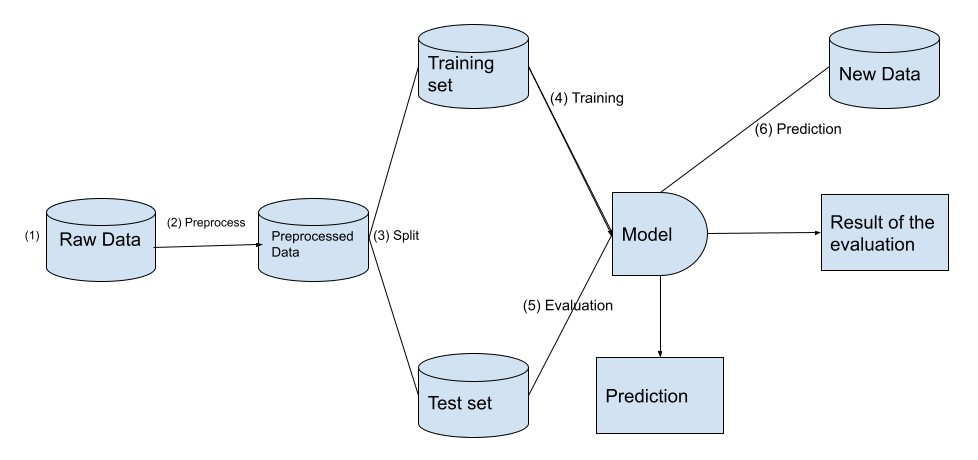 Training
set
New Data
(4) Training
(6) Prediction
(1)
Raw Data
(2) Preprocess
Preprocessed
Data
(3) Split
Model
Result of the
evaluation
(5) Evaluation
Test set
Prediction